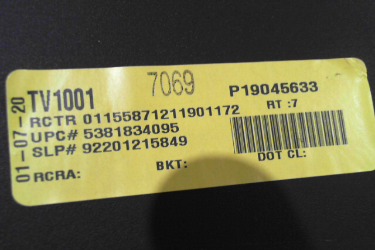 01-07-20
TV1001 7069 P19045633
RCTR 01155871211901172 RT :7
UPC# 5381834095
SLP# 92201215849
RCRA: BKT: DOT CL: